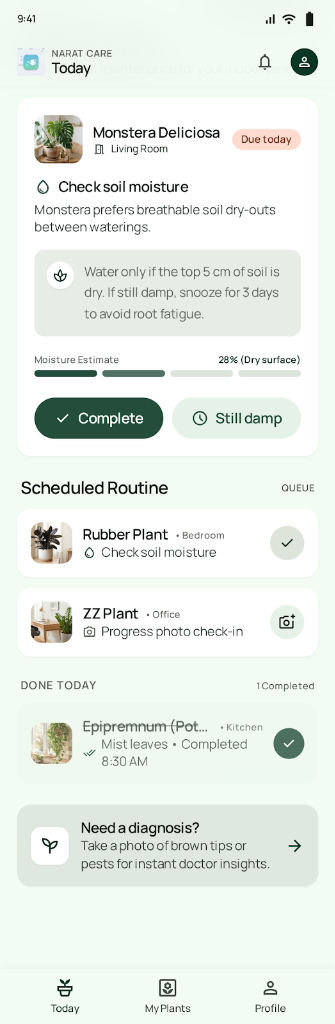 9:41
NARAT CARE
Today
Monstera Deliciosa
Living Room
Due today
Check soil moisture
Monstera prefers breathable soil dry-outs
between waterings.
Water only if the top 5 cm of soil is
dry. If still damp, snooze for 3 days
to avoid root fatigue.
Moisture Estimate
28% (Dry surface)
Complete
Still damp
Scheduled Routine
QUEUE
Rubber Plant • Bedroom
Check soil moisture
ZZ Plant • Office
Progress photo check-in
DONE TODAY
1 Completed
Epipremnum (Pot... • Kitchen
Mist leaves • Completed
8:30 AM
Need a diagnosis?
Take a photo of brown tips or
pests for instant doctor insights.
Today
My Plants
Profile